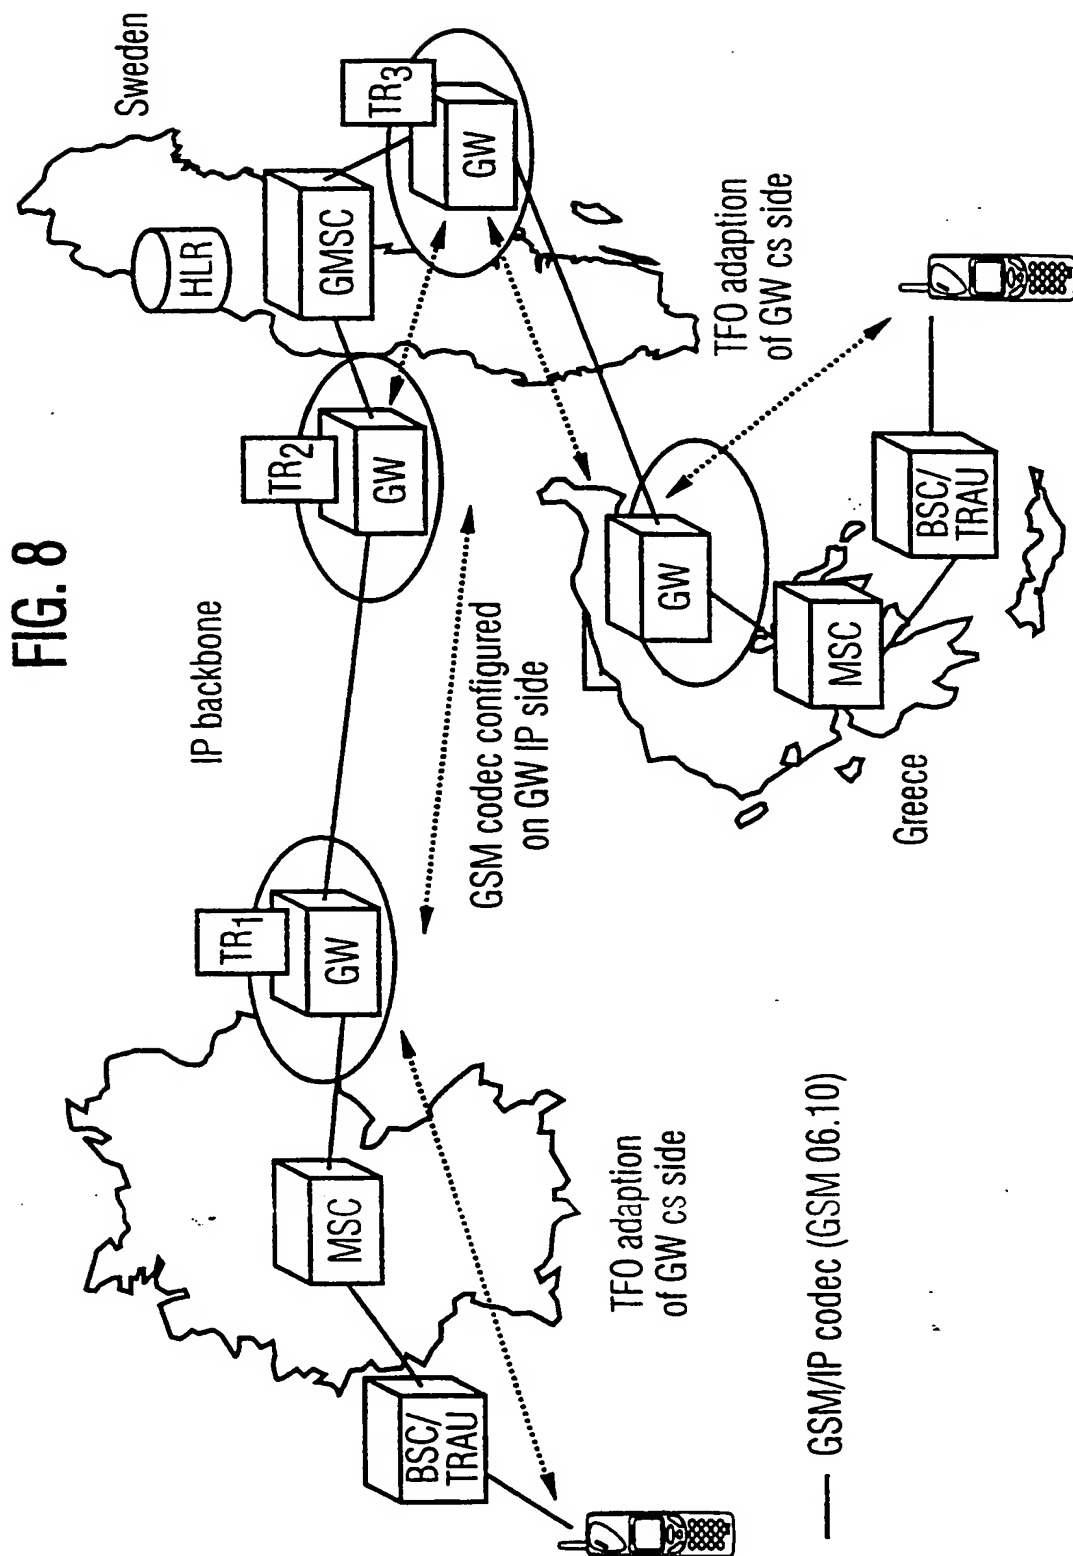 FIG. 8
IP backbone
Sweden
HLR
GMSC
TR3
GW
TR2
GW
TR1
GW
MSC
BSC/
TRAU
GSM codec configured
on GW IP side
TFO adaption
of GW cs side
TFO adaption
of GW cs side
GW
MSC
BSC/
TRAU
Greece
GSM/IP codec (GSM 06.10)